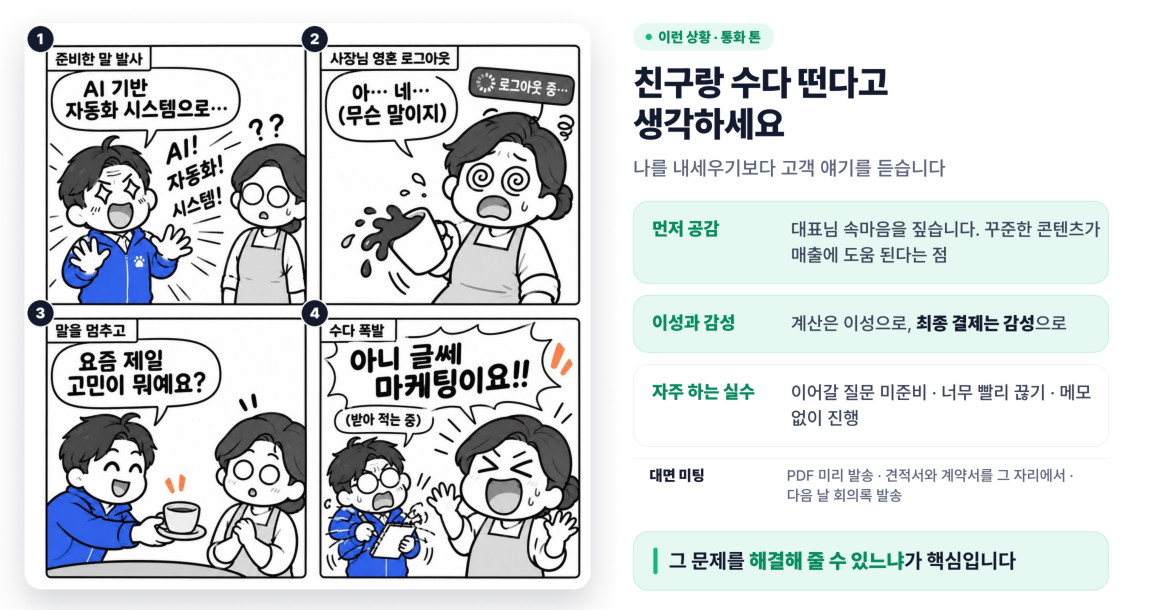 1
준비한 말 발사
AI 기반
자동화 시스템으로…
AI!
자동화!
시스템!
??
2
사장님 영혼 로그아웃
아… 네…
(무슨 말이지)
로그아웃 중…
3
말을 멈추고
요즘 제일
고민이 뭐예요?
4
수다 폭발
아니 글쎄
마케팅이요!!
(받아 적는 중)
이런 상황 · 통화 톤
친구랑 수다 떤다고
생각하세요
나를 내세우기보다 고객 얘기를 듣습니다
먼저 공감
대표님 속마음을 짚습니다. 꾸준한 콘텐츠가
매출에 도움 된다는 점
이성과 감성
계산은 이성으로, 최종 결제는 감성으로
자주 하는 실수
이어갈 질문 미준비 · 너무 빨리 끊기 · 메모
없이 진행
대면 미팅
PDF 미리 발송 · 견적서와 계약서를 그 자리에서 ·
다음 날 회의록 발송
그 문제를 해결해 줄 수 있느냐가 핵심입니다